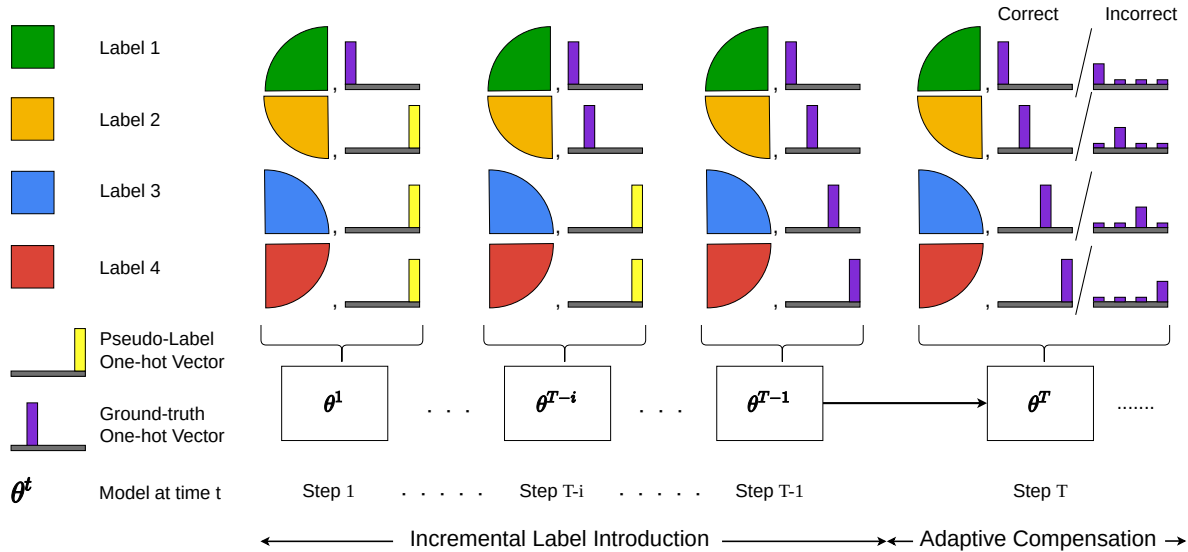 Correct Incorrect
Label 1
, , , , /
Label 2
, , , , /
Label 3
, , , , /
Label 4
, , , , /
Pseudo-Label
One-hot Vector
Ground-truth
One-hot Vector
θ^1 . . . θ^{T−i} . . . θ^{T−1} θ^T .......
θ^t Model at time t
Step 1 . . . . . Step T-i . . . . . Step T-1 Step T
Incremental Label Introduction Adaptive Compensation